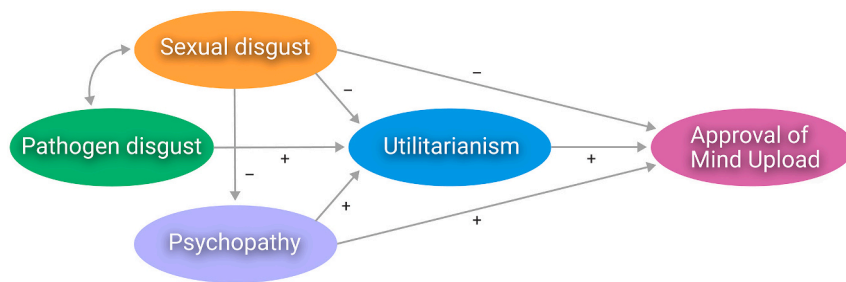 Sexual disgust
–
–
Pathogen disgust
+
Utilitarianism
+
Approval of
Mind Upload
–
+
Psychopathy
+